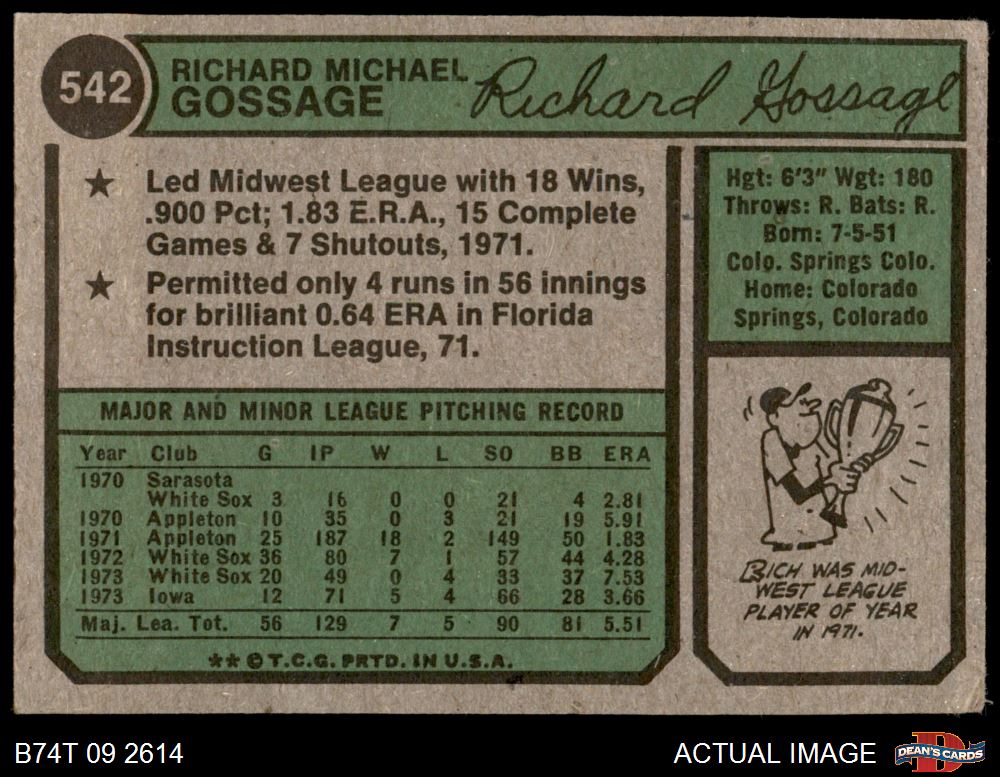 542
RICHARD MICHAEL
GOSSAGE
Richard Gossage
★ Led Midwest League with 18 Wins,
.900 Pct; 1.83 E.R.A., 15 Complete
Games & 7 Shutouts, 1971.
★ Permitted only 4 runs in 56 innings
for brilliant 0.64 ERA in Florida
Instruction League, 71.
Hgt: 6'3" Wgt: 180
Throws: R. Bats: R.
Born: 7-5-51
Colo. Springs Colo.
Home: Colorado
Springs, Colorado
MAJOR AND MINOR LEAGUE PITCHING RECORD
Year Club G IP W L SO BB ERA
1970 Sarasota
White Sox 3 16 0 0 21 4 2.81
1970 Appleton 10 35 0 3 21 19 5.91
1971 Appleton 25 187 18 2 149 50 1.83
1972 White Sox 36 80 7 1 57 44 4.28
1973 White Sox 20 49 0 4 33 37 7.53
1973 Iowa 12 71 5 4 66 28 3.66
Maj. Lea. Tot. 56 129 7 5 90 81 5.51
** © T.C.G. PRTD. IN U.S.A.
RICH WAS MID-
WEST LEAGUE
PLAYER OF YEAR
IN 1971.
B74T 09 2614
ACTUAL IMAGE
D
DEAN'S CARDS